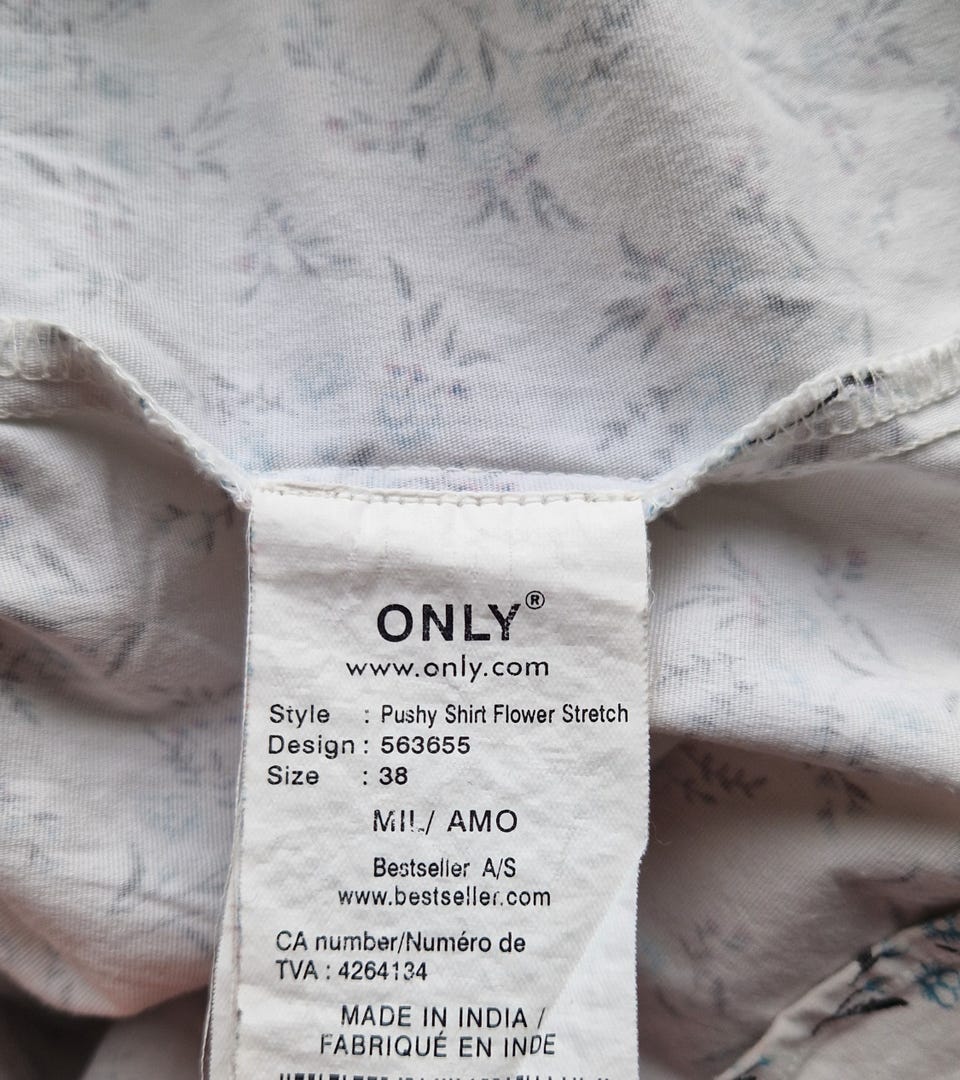 ONLY®
www.only.com
Style : Pushy Shirt Flower Stretch
Design : 563655
Size : 38
MIL/ AMO
Bestseller A/S
www.bestseller.com
CA number/Numéro de
TVA : 4264134
MADE IN INDIA /
FABRIQUÉ EN INDE